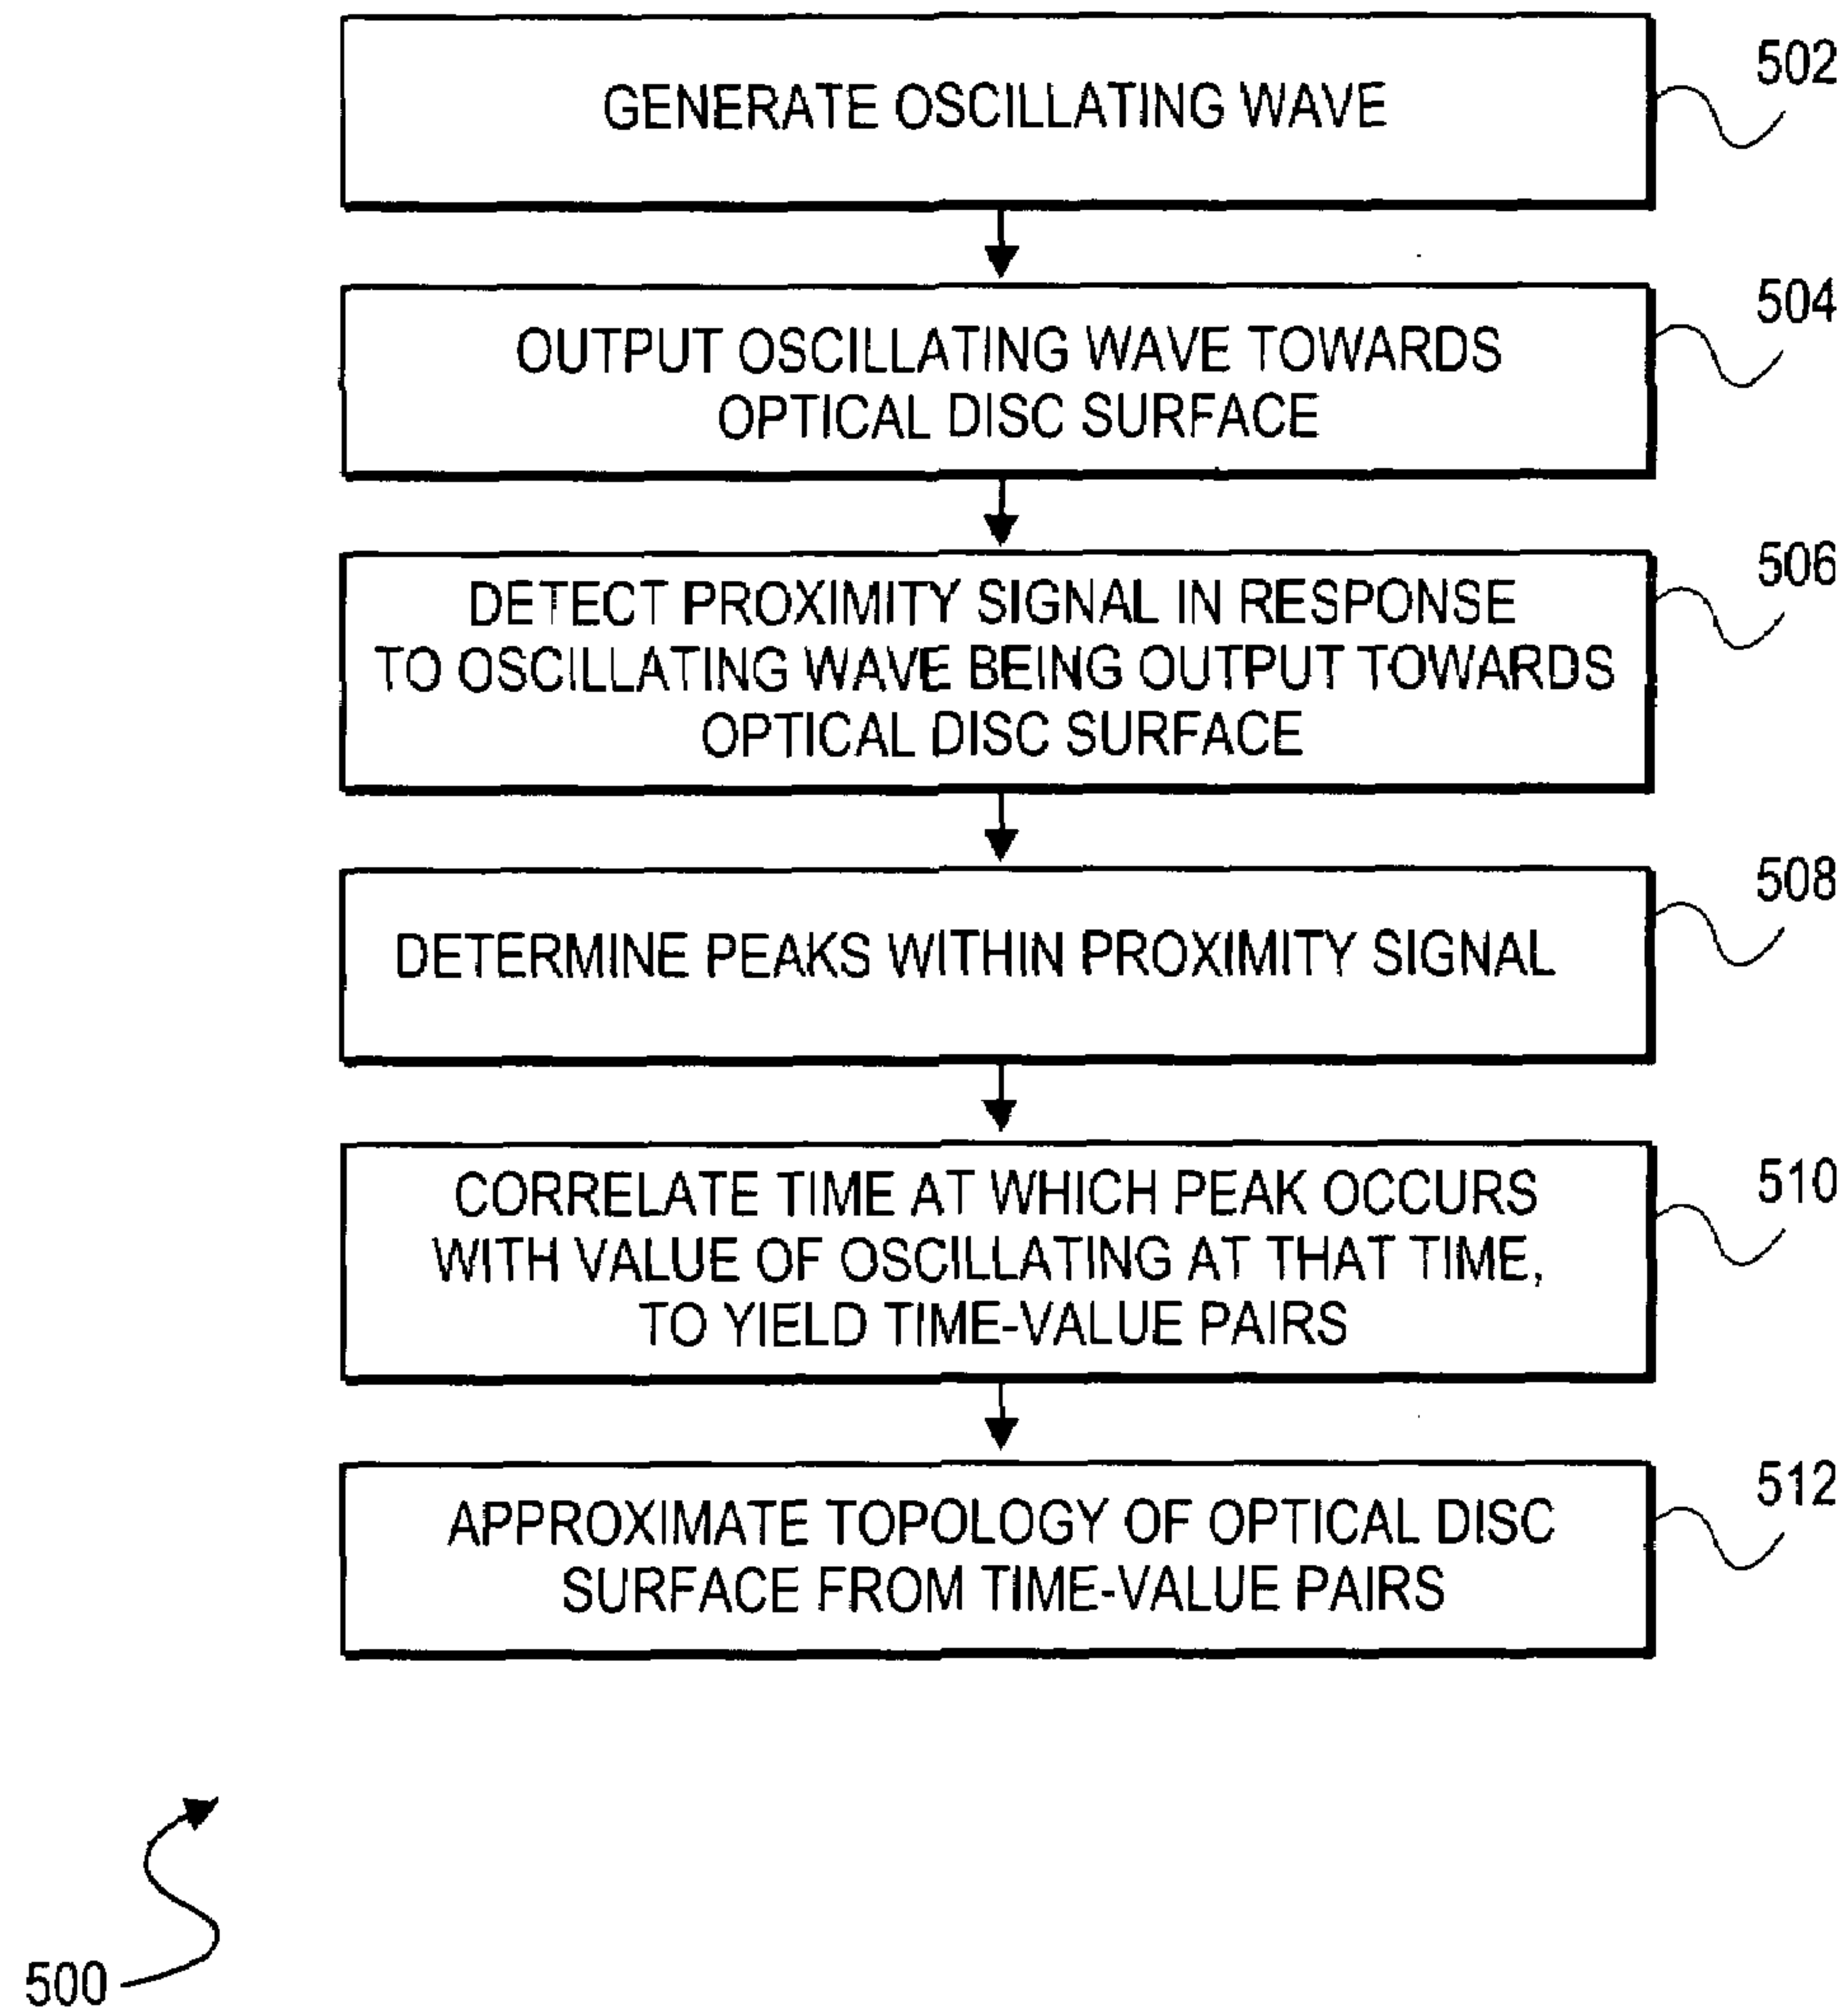 GENERATE OSCILLATING WAVE
502
OUTPUT OSCILLATING WAVE TOWARDS
OPTICAL DISC SURFACE
504
DETECT PROXIMITY SIGNAL IN RESPONSE
TO OSCILLATING WAVE BEING OUTPUT TOWARDS
OPTICAL DISC SURFACE
506
DETERMINE PEAKS WITHIN PROXIMITY SIGNAL
508
CORRELATE TIME AT WHICH PEAK OCCURS
WITH VALUE OF OSCILLATING AT THAT TIME,
TO YIELD TIME-VALUE PAIRS
510
APPROXIMATE TOPOLOGY OF OPTICAL DISC
SURFACE FROM TIME-VALUE PAIRS
512
500